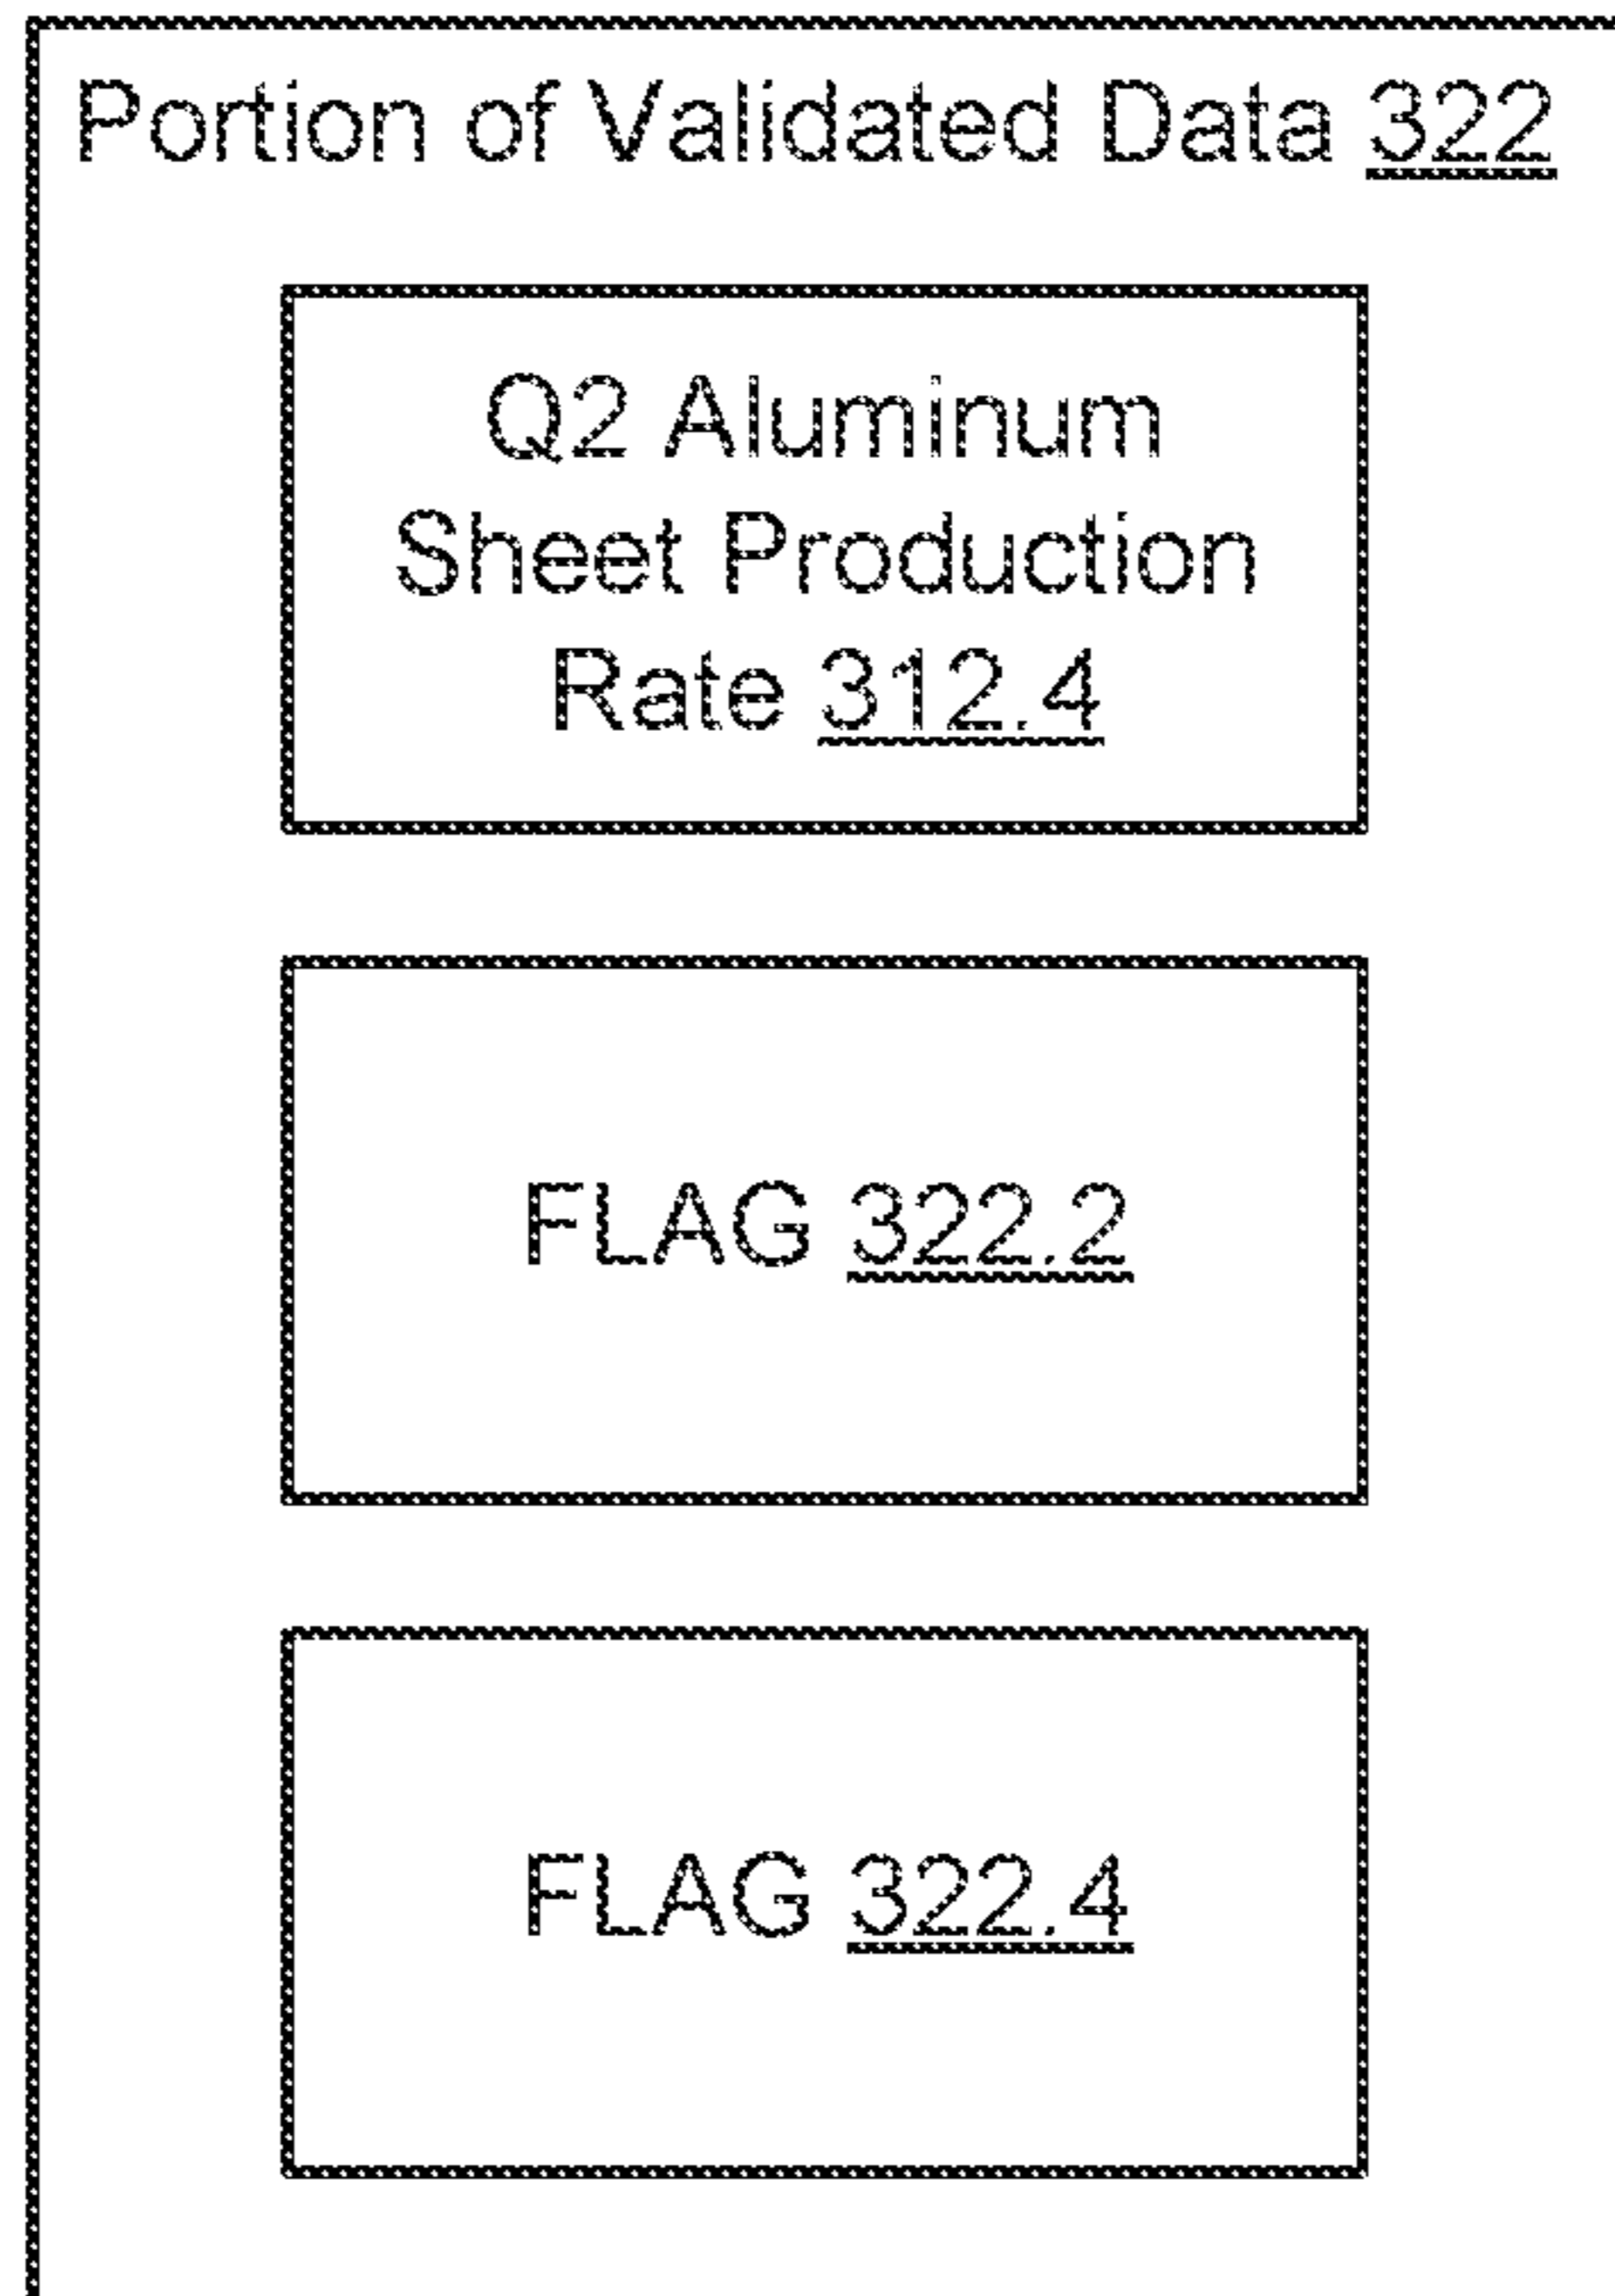 Portion of Validated Data 322
Q2 Aluminum
Sheet Production
Rate 312.4
FLAG 322.2
FLAG 322.4